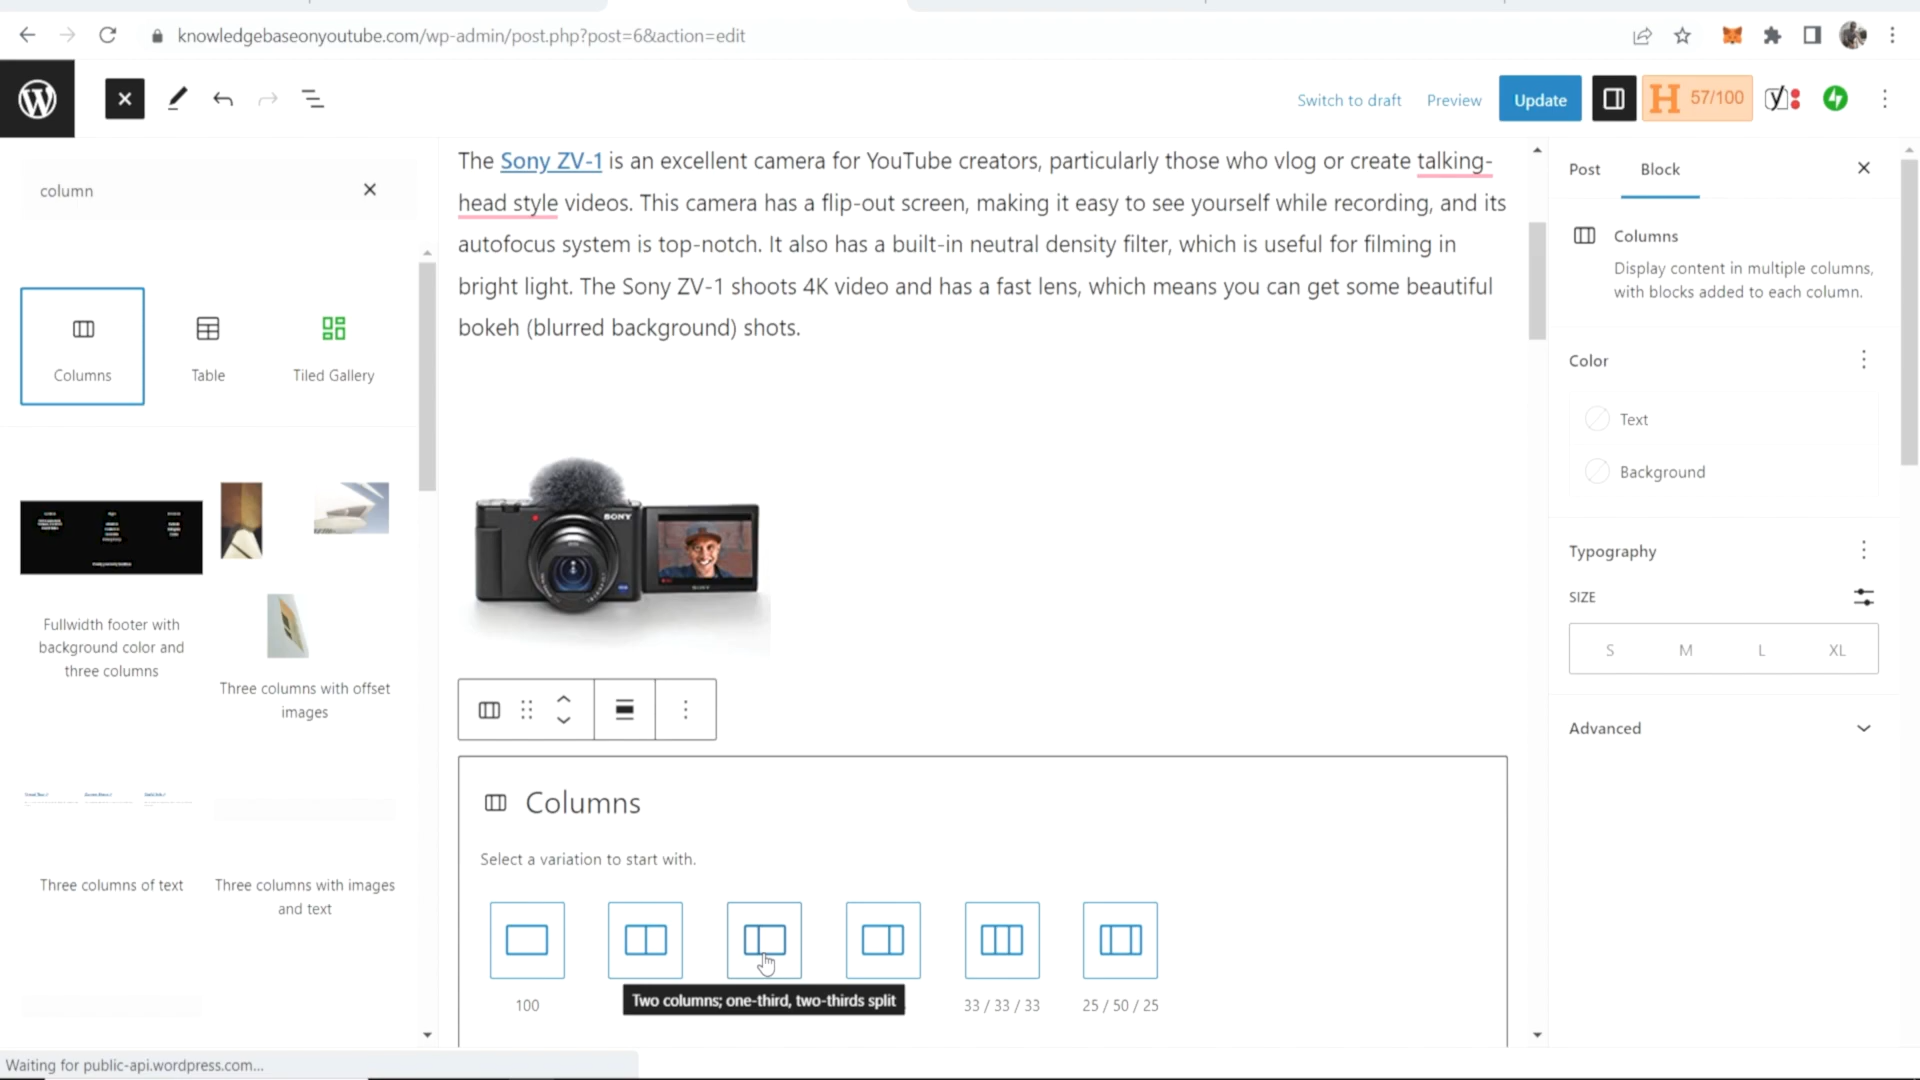 knowledgebaseonyoutube.com/wp-admin/post.php?post=6&action=edit
Switch to draft
Preview
Update
H 57/100
column
Columns
Table
Tiled Gallery
Fullwidth footer with
background color and
three columns
Three columns with offset
images
Three columns of text
Three columns with images
and text
The Sony ZV-1 is an excellent camera for YouTube creators, particularly those who vlog or create talking-
head style videos. This camera has a flip-out screen, making it easy to see yourself while recording, and its
autofocus system is top-notch. It also has a built-in neutral density filter, which is useful for filming in
bright light. The Sony ZV-1 shoots 4K video and has a fast lens, which means you can get some beautiful
bokeh (blurred background) shots.
SONY
Columns
Select a variation to start with.
100
Two columns; one-third, two-thirds split
33 / 33 / 33
25 / 50 / 25
Post
Block
Columns
Display content in multiple columns,
with blocks added to each column.
Color
Text
Background
Typography
SIZE
S
M
L
XL
Advanced
Waiting for public-api.wordpress.com...